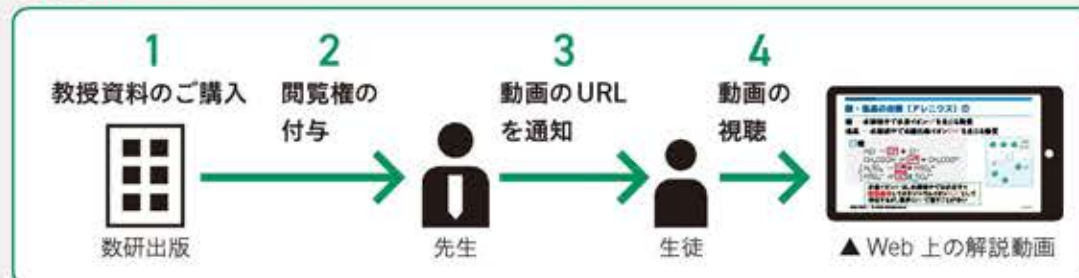 1
教授資料のご購入
2
閲覧権の
付与
3
動画のURL
を通知
4
動画の
視聴
数研出版
先生
生徒
▲ Web 上の解説動画